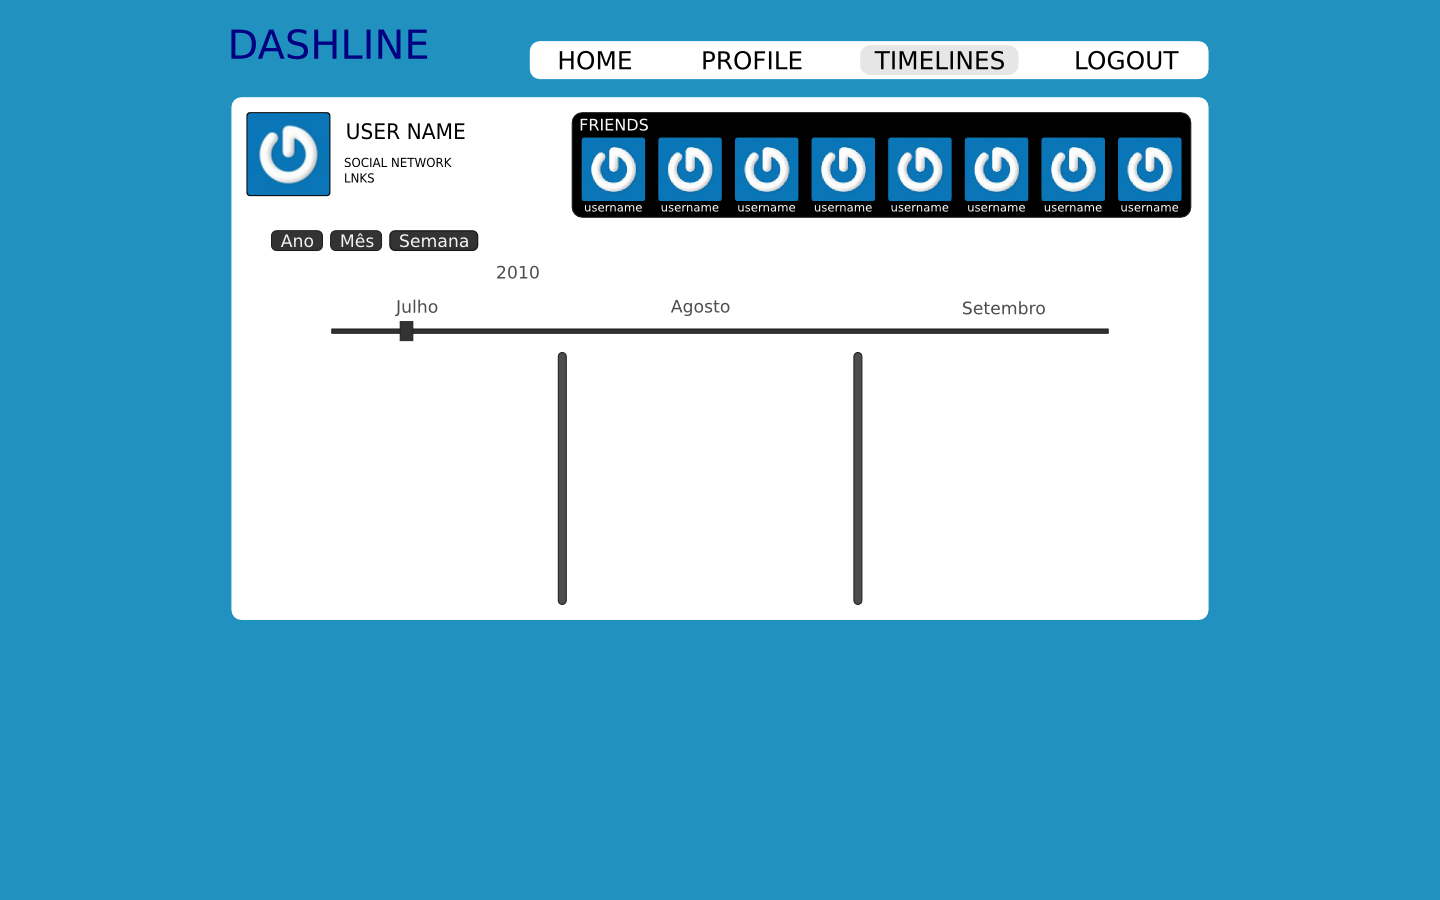 DASHLINE
HOME PROFILE TIMELINES LOGOUT
USER NAME
SOCIAL NETWORK
LNKS
FRIENDS
username username username username username username username username
Ano Mês Semana
2010
Julho Agosto Setembro